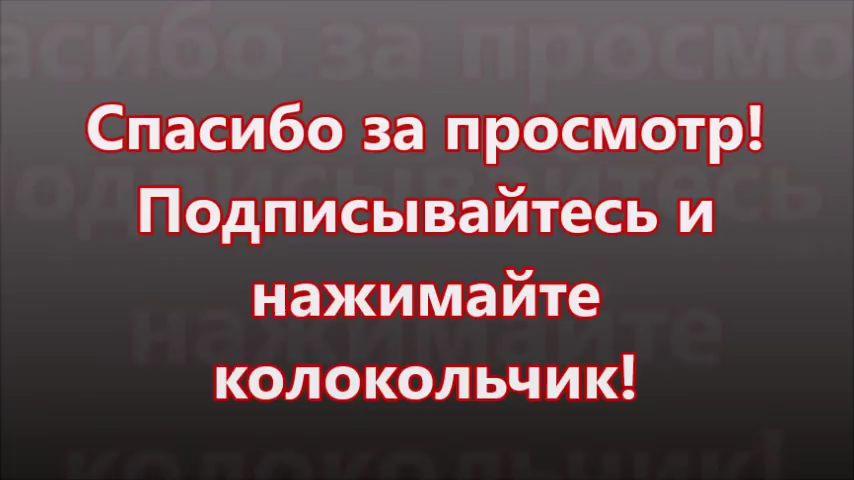 Спасибо за просмотр!
Подписывайтесь и
нажимайте
колокольчик!